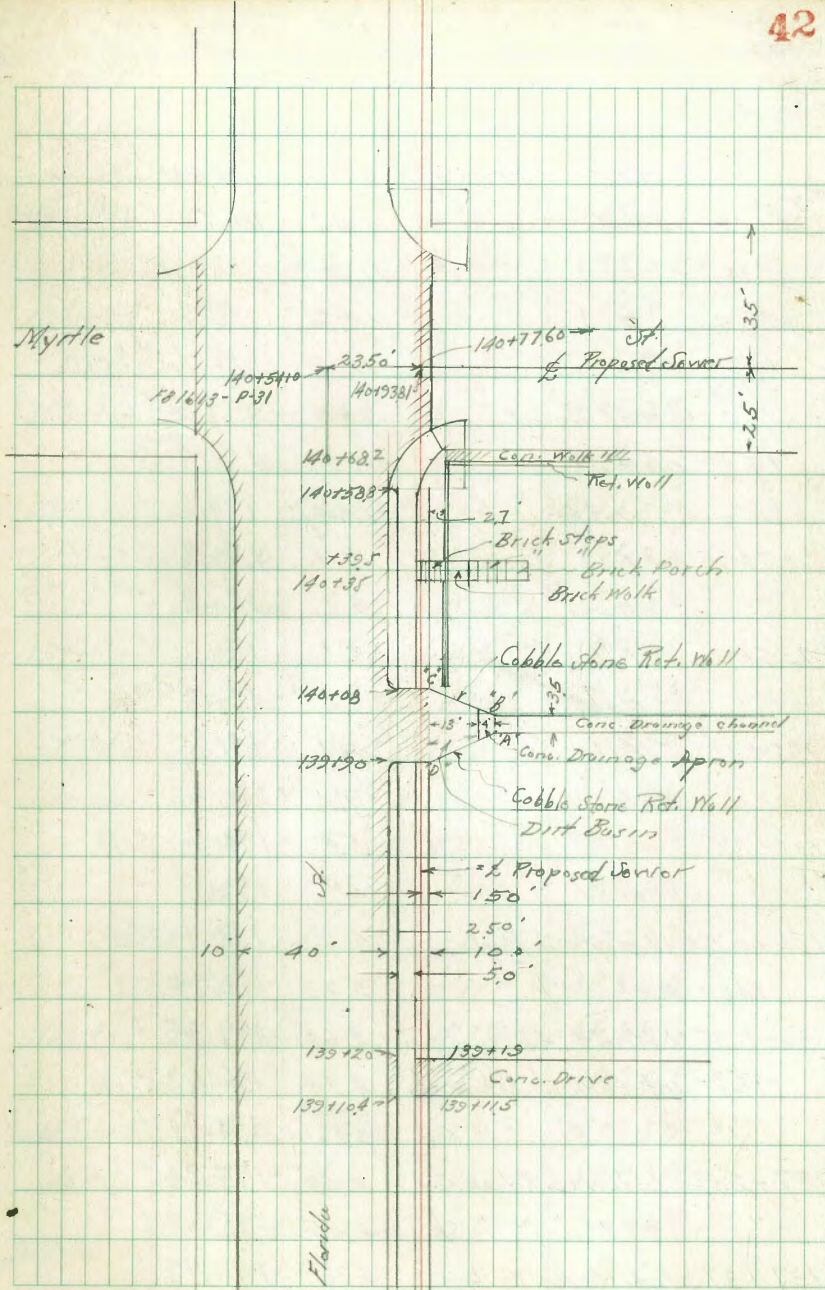 42
Myrtle
St.
35'
25'
23.50'
140+77.60
140+54.10
140+93.81
℄ Proposed Sewer
FB1643-P-31
140+68.2
Conc. Walk
Ret. Wall
140+58.8
2.7
Brick Steps
+39.5
" Brick Porch
140+35
Brick Walk
Cobble Stone Ret. Wall
"C"
140+08
"B"
3.5
13'
4'
Conc. Drainage Channel
"A"
Conc. Drainage Apron
139+90
"D"
Cobble Stone Ret. Wall
Dirt Basin
℄ Proposed Sewer
St.
1.50'
2.50'
10'
40'
10.0'
5.0'
139+20
139+19
Conc. Drive
139+10.4
139+11.5
Florida